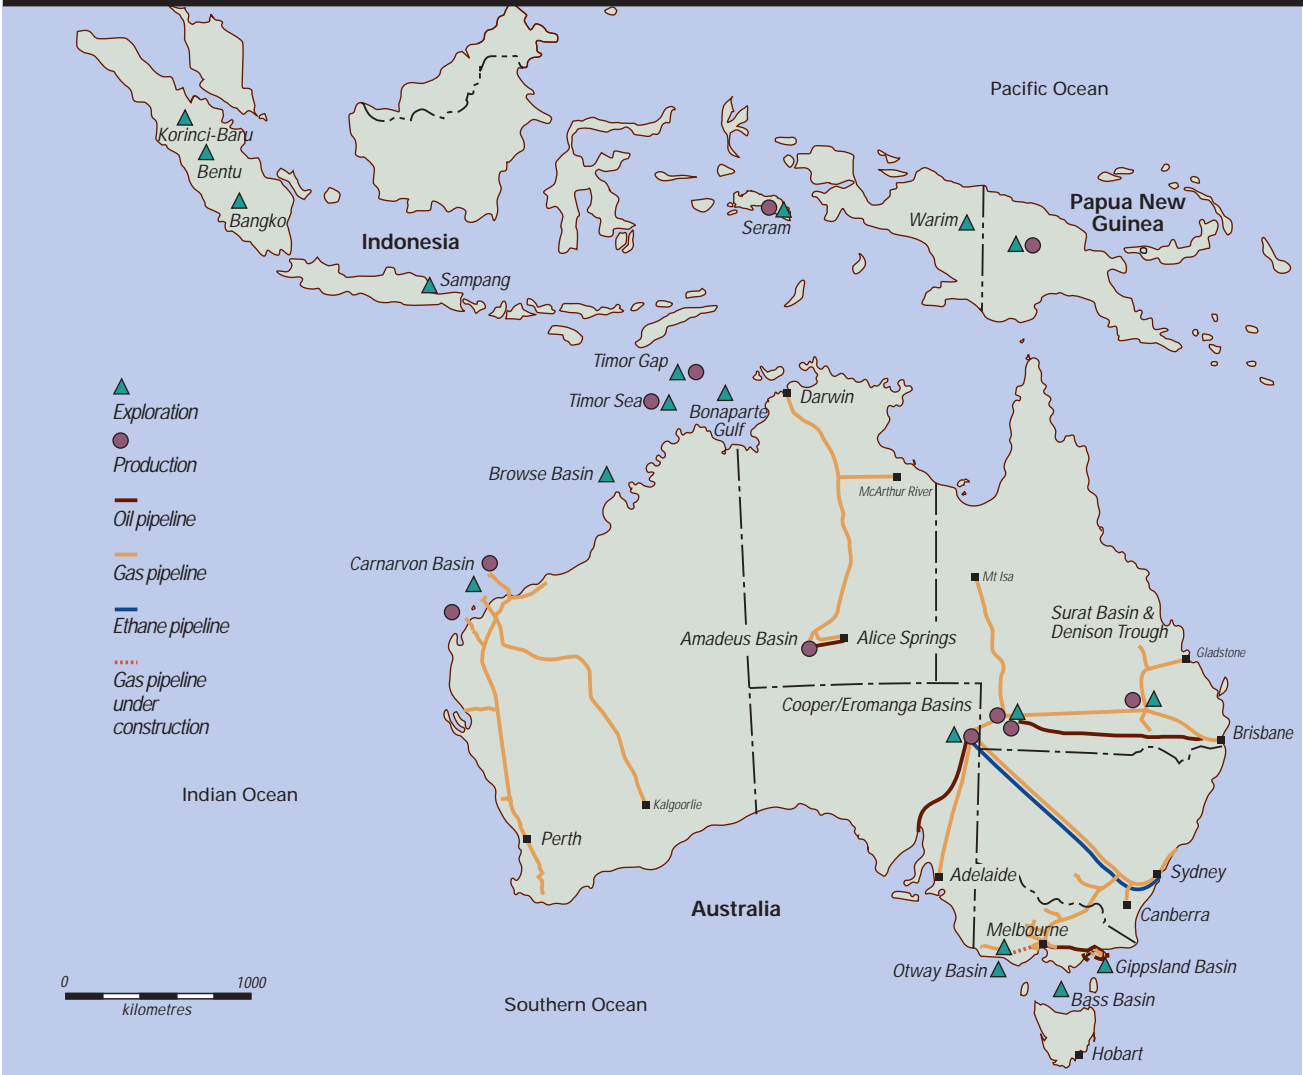 Pacific Ocean
Korinci-Baru
Bentu
Bangko
Indonesia
Sampang
Seram
Warim
Papua New
Guinea
Timor Gap
Timor Sea
Bonaparte
Gulf
Darwin
Browse Basin
McArthur River
Exploration
Production
Oil pipeline
Gas pipeline
Ethane pipeline
Gas pipeline
under
construction
Carnarvon Basin
Mt Isa
Surat Basin &
Denison Trough
Gladstone
Amadeus Basin
Alice Springs
Cooper/Eromanga Basins
Brisbane
Indian Ocean
Kalgoorlie
Perth
Adelaide
Sydney
Australia
Canberra
Melbourne
Otway Basin
Gippsland Basin
Bass Basin
0 1000
kilometres
Southern Ocean
Hobart